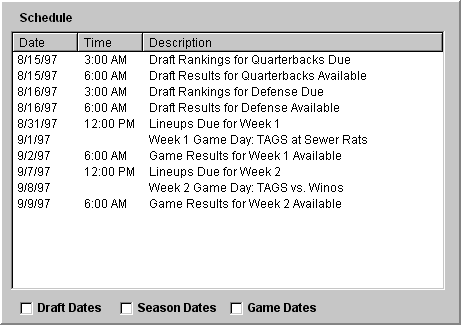 Schedule
Date Time Description
8/15/97 3:00 AM Draft Rankings for Quarterbacks Due
8/15/97 6:00 AM Draft Results for Quarterbacks Available
8/16/97 3:00 AM Draft Rankings for Defense Due
8/16/97 6:00 AM Draft Results for Defense Available
8/31/97 12:00 PM Lineups Due for Week 1
9/1/97 Week 1 Game Day: TAGS at Sewer Rats
9/2/97 6:00 AM Game Results for Week 1 Available
9/7/97 12:00 PM Lineups Due for Week 2
9/8/97 Week 2 Game Day: TAGS vs. Winos
9/9/97 6:00 AM Game Results for Week 2 Available
Draft Dates Season Dates Game Dates